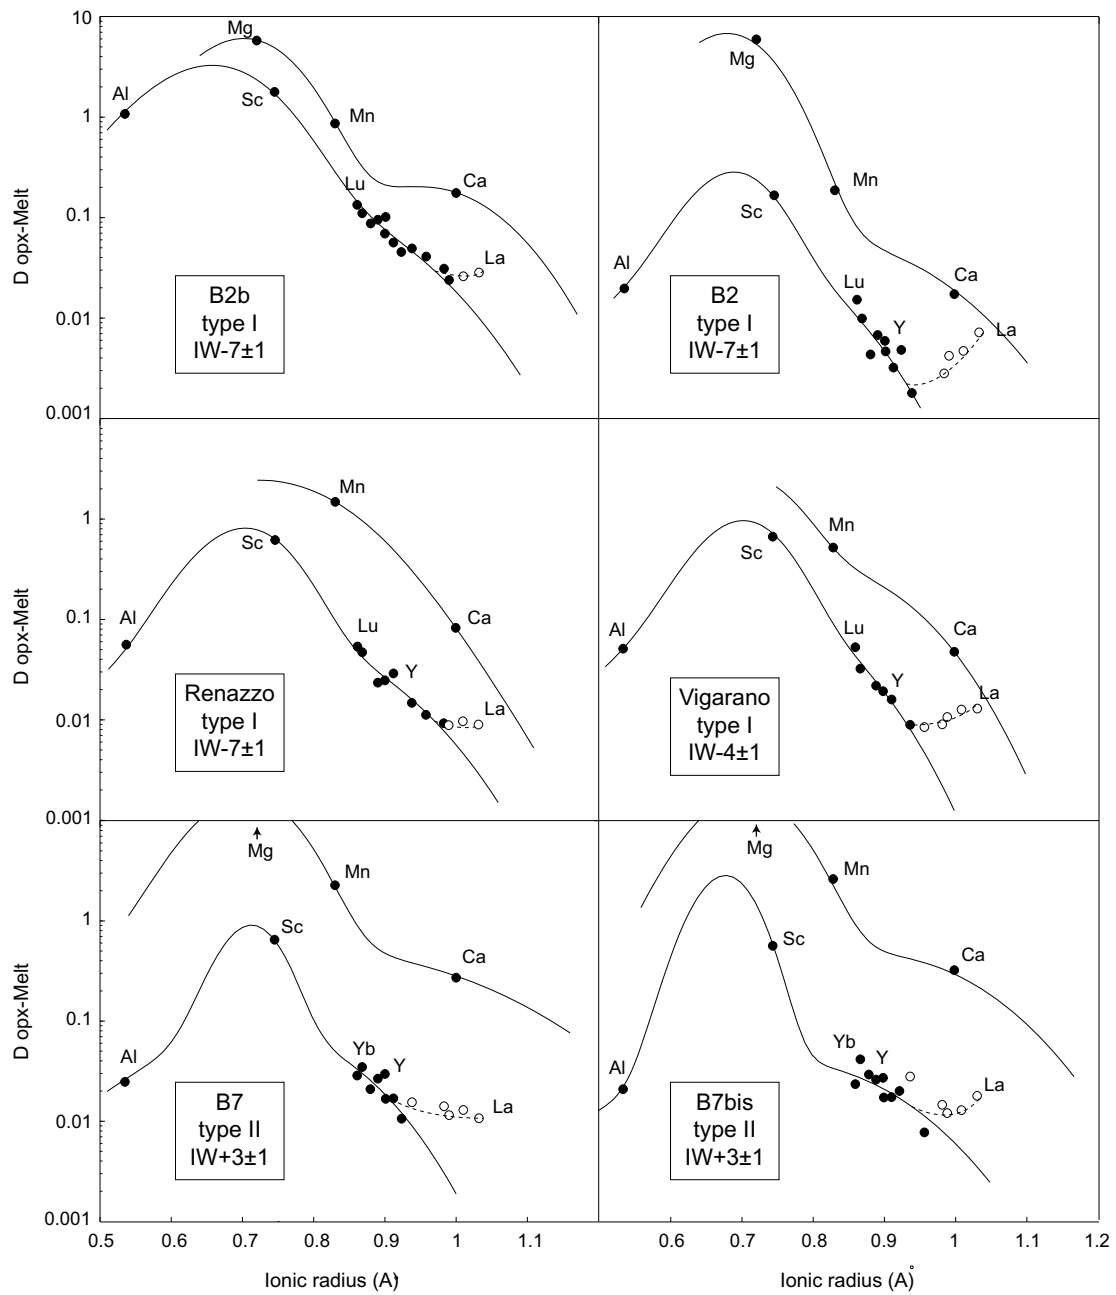 10
1
0.1
0.01
0.001
D opx-Melt
Al
Mg
Sc
Mn
Lu
Ca
La
B2b
type I
IW-7±1
Mg
Al
Sc
Mn
Lu
Y
Ca
La
B2
type I
IW-7±1
1
0.1
0.01
0.001
D opx-Melt
Mn
Sc
Al
Lu
Y
Ca
La
Renazzo
type I
IW-7±1
Mn
Sc
Al
Lu
Y
Ca
La
Vigarano
type I
IW-4±1
1
0.1
0.01
0.001
D opx-Melt
Mg
Mn
Sc
Ca
Al
Yb
Y
La
B7
type II
IW+3±1
Mg
Mn
Sc
Ca
Al
Yb
Y
La
B7bis
type II
IW+3±1
0.5 0.6 0.7 0.8 0.9 1 1.1
0.6 0.7 0.8 0.9 1 1.1 1.2
Ionic radius (A)
Ionic radius (A)°